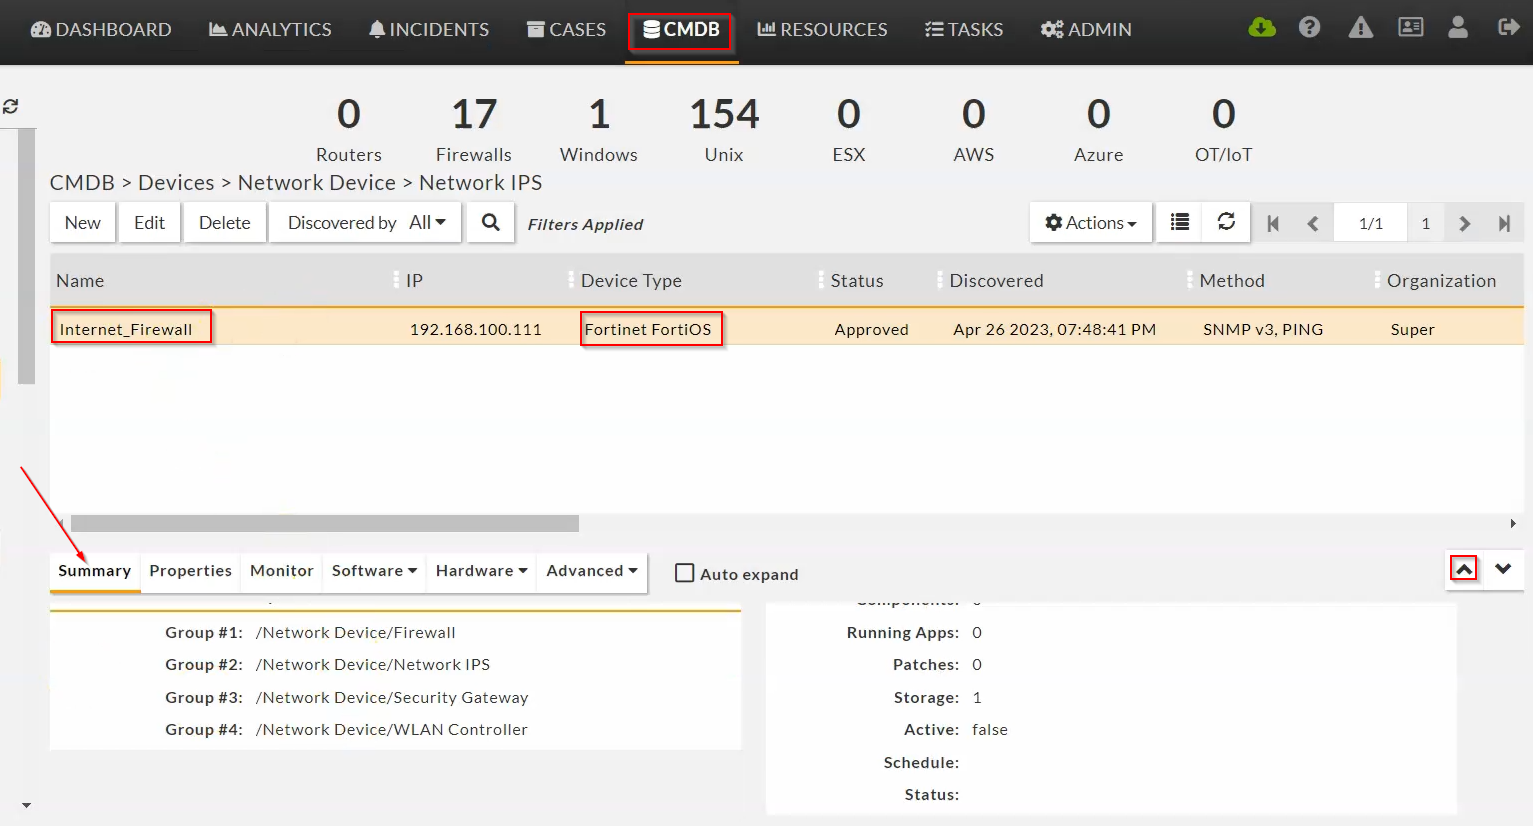 DASHBOARD ANALYTICS INCIDENTS CASES CMDB RESOURCES TASKS ADMIN
0 17 1 154 0 0 0 0
Routers Firewalls Windows Unix ESX AWS Azure OT/IoT
CMDB > Devices > Network Device > Network IPS
New Edit Delete Discovered by All Filters Applied Actions 1/1 1
Name IP Device Type Status Discovered Method Organization
Internet_Firewall 192.168.100.111 Fortinet FortiOS Approved Apr 26 2023, 07:48:41 PM SNMP v3, PING Super
Summary Properties Monitor Software Hardware Advanced Auto expand
Group #1: /Network Device/Firewall
Group #2: /Network Device/Network IPS
Group #3: /Network Device/Security Gateway
Group #4: /Network Device/WLAN Controller
Running Apps: 0
Patches: 0
Storage: 1
Active: false
Schedule:
Status: